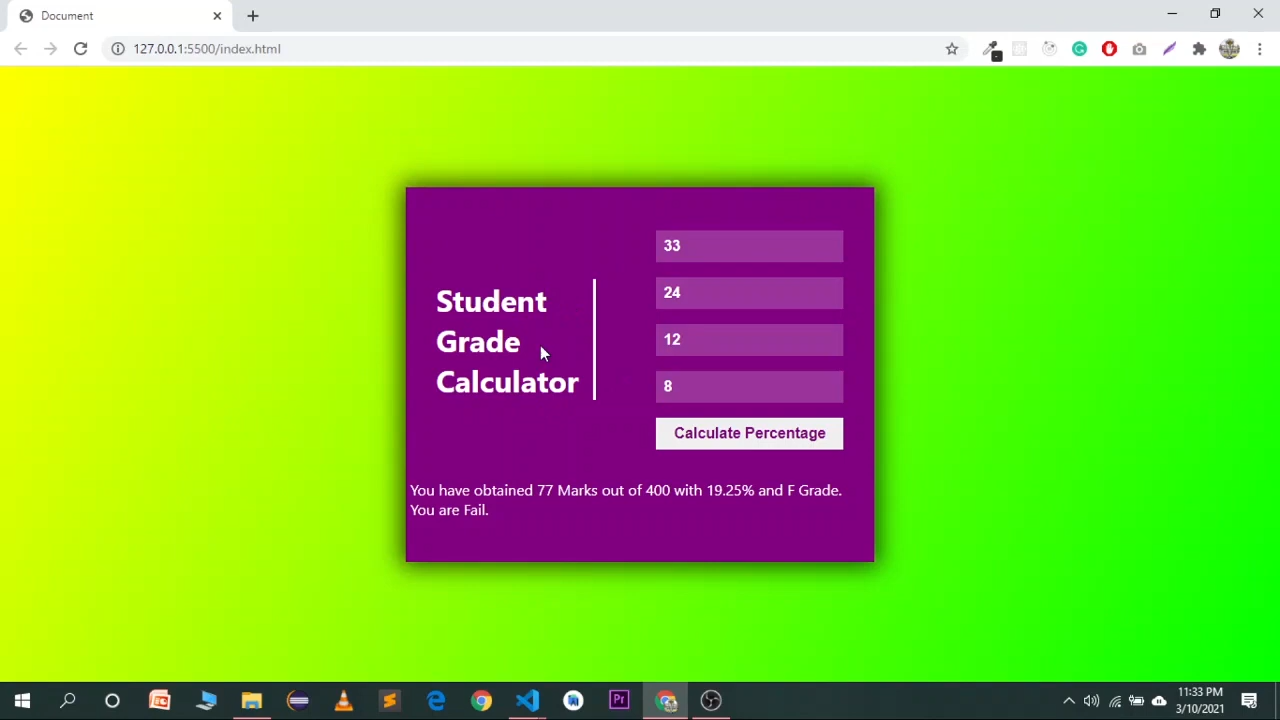 Document
127.0.0.1:5500/index.html
33
24
12
8
Student
Grade
Calculator
Calculate Percentage
You have obtained 77 Marks out of 400 with 19.25% and F Grade.
You are Fail.
Pr
11:33 PM
3/10/2021